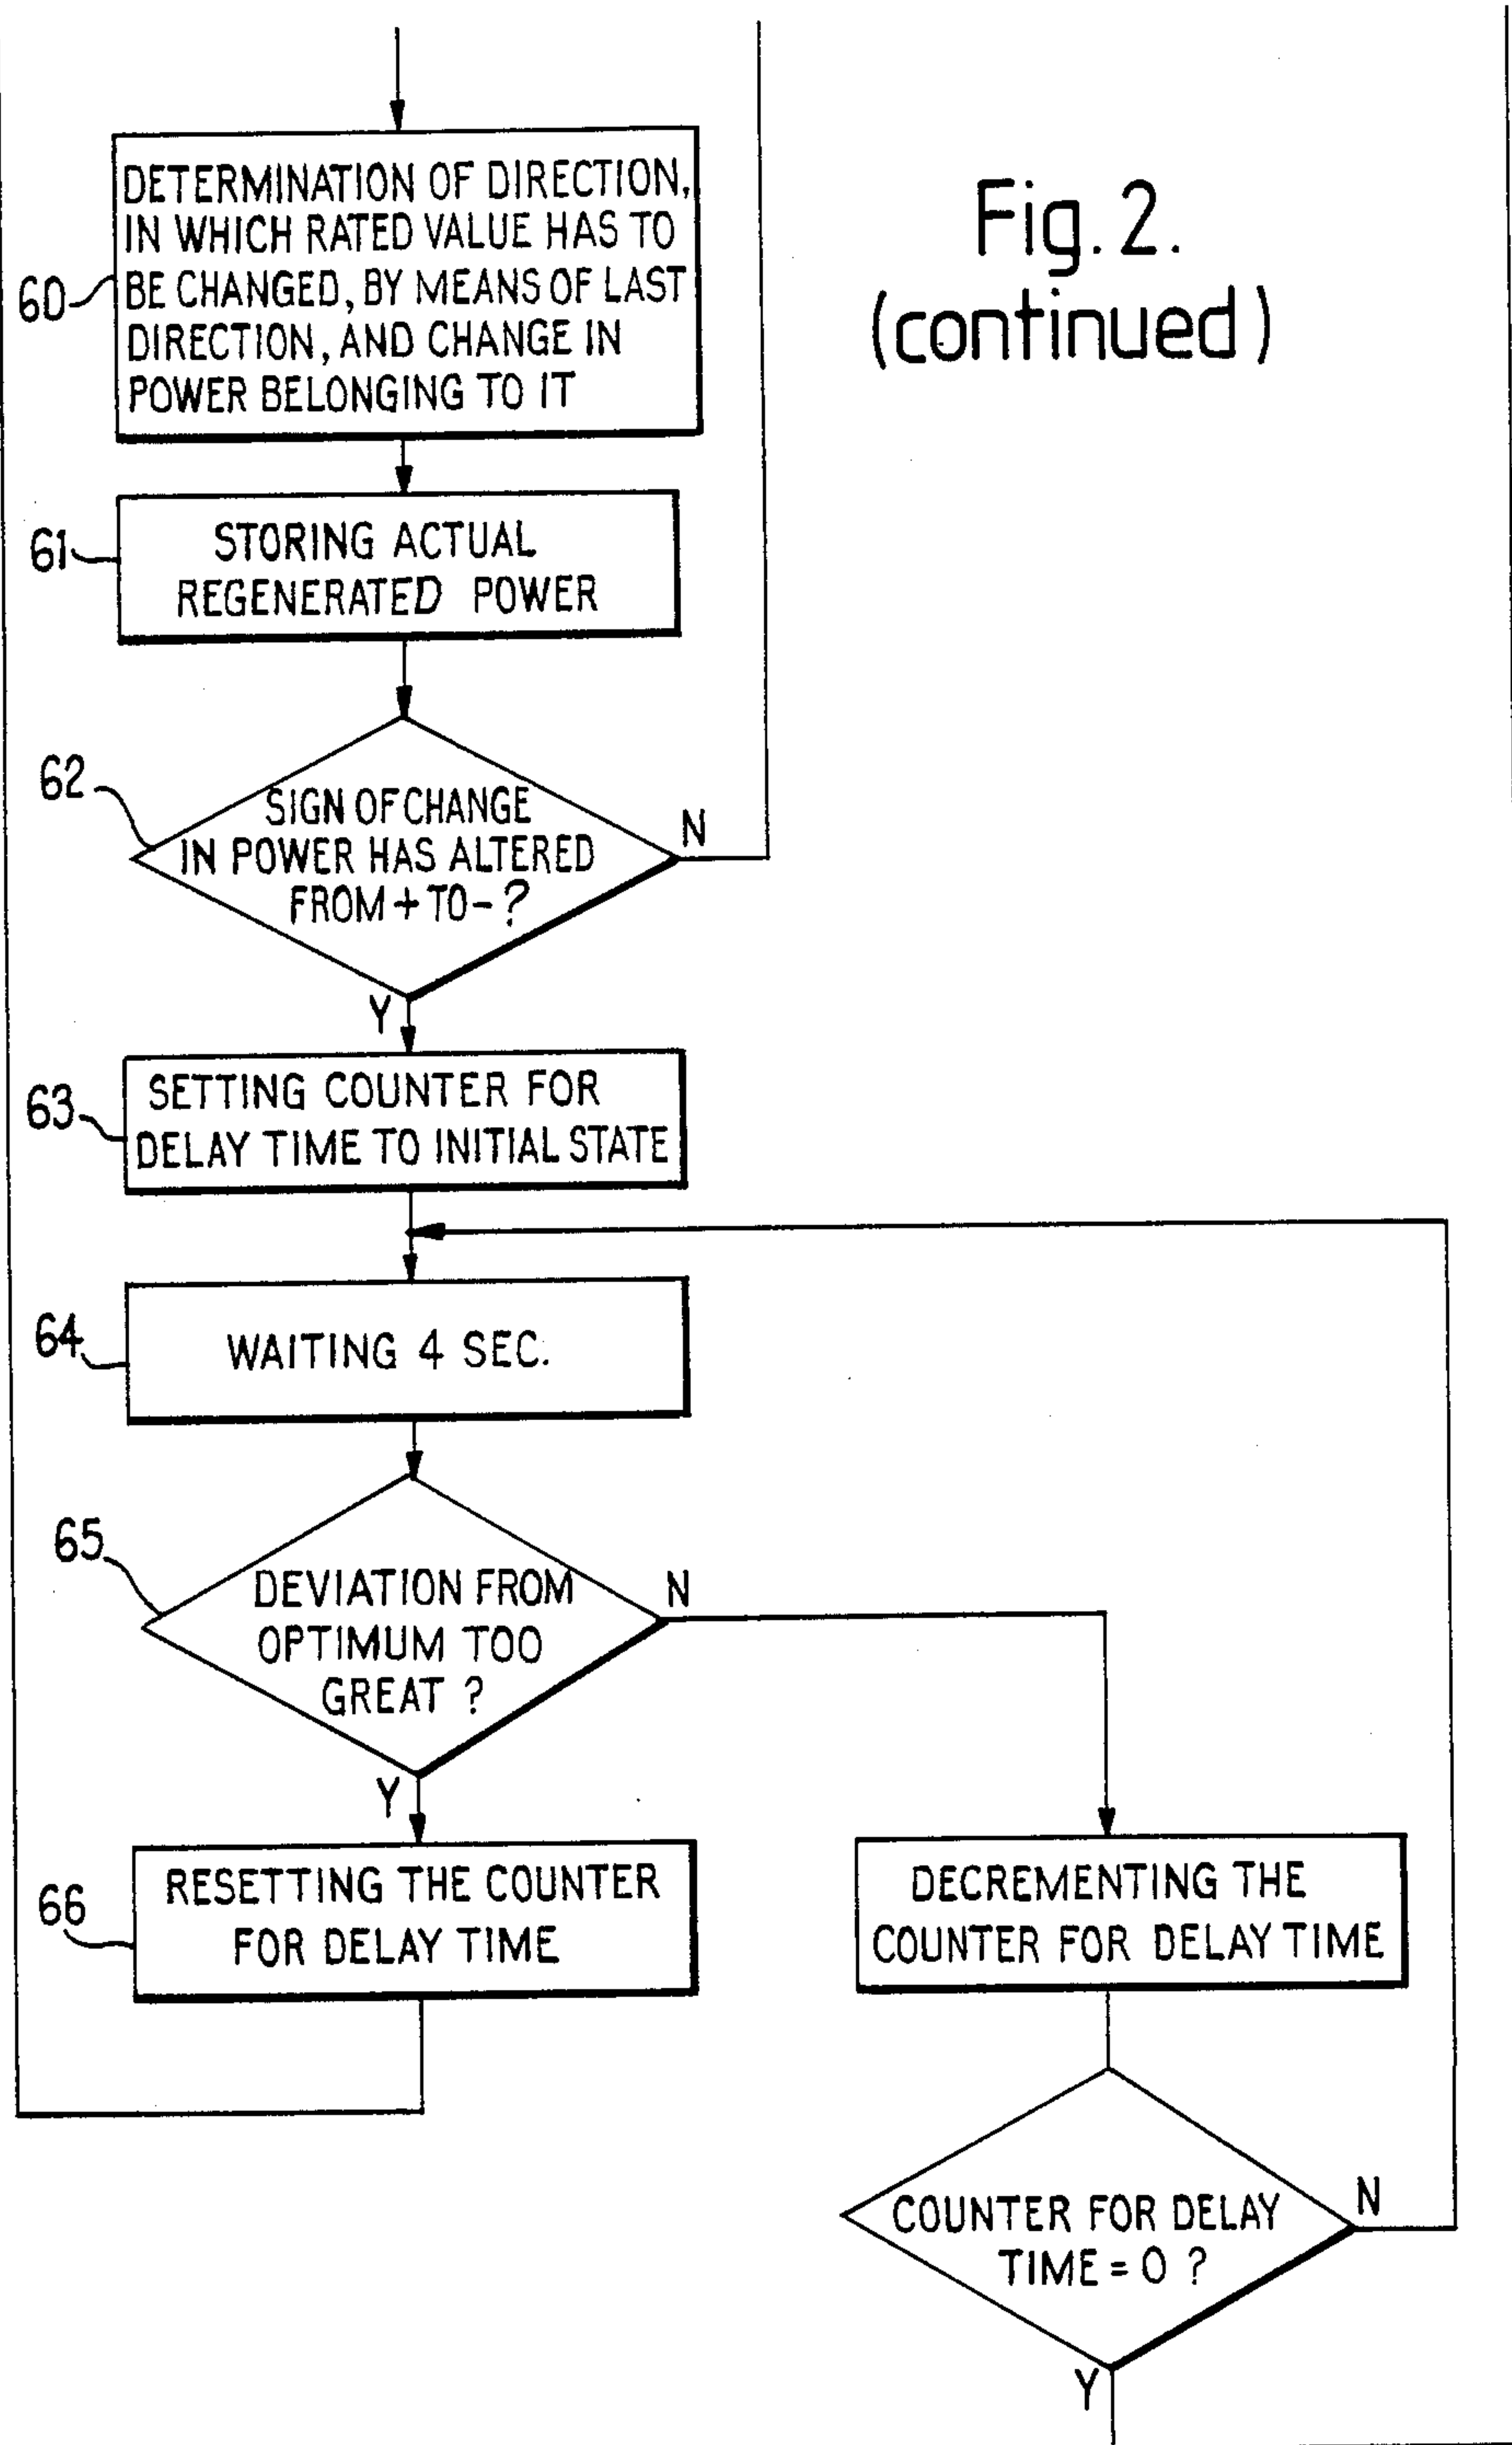 Fig. 2.
(continued)
DETERMINATION OF DIRECTION,
IN WHICH RATED VALUE HAS TO
BE CHANGED, BY MEANS OF LAST
DIRECTION, AND CHANGE IN
POWER BELONGING TO IT
60
61
STORING ACTUAL
REGENERATED POWER
62
SIGN OF CHANGE
IN POWER HAS ALTERED
FROM + TO - ?
N
Y
63
SETTING COUNTER FOR
DELAY TIME TO INITIAL STATE
64
WAITING 4 SEC.
65
DEVIATION FROM
OPTIMUM TOO
GREAT ?
N
Y
66
RESETTING THE COUNTER
FOR DELAY TIME
DECREMENTING THE
COUNTER FOR DELAY TIME
COUNTER FOR DELAY
TIME = 0 ?
N
Y